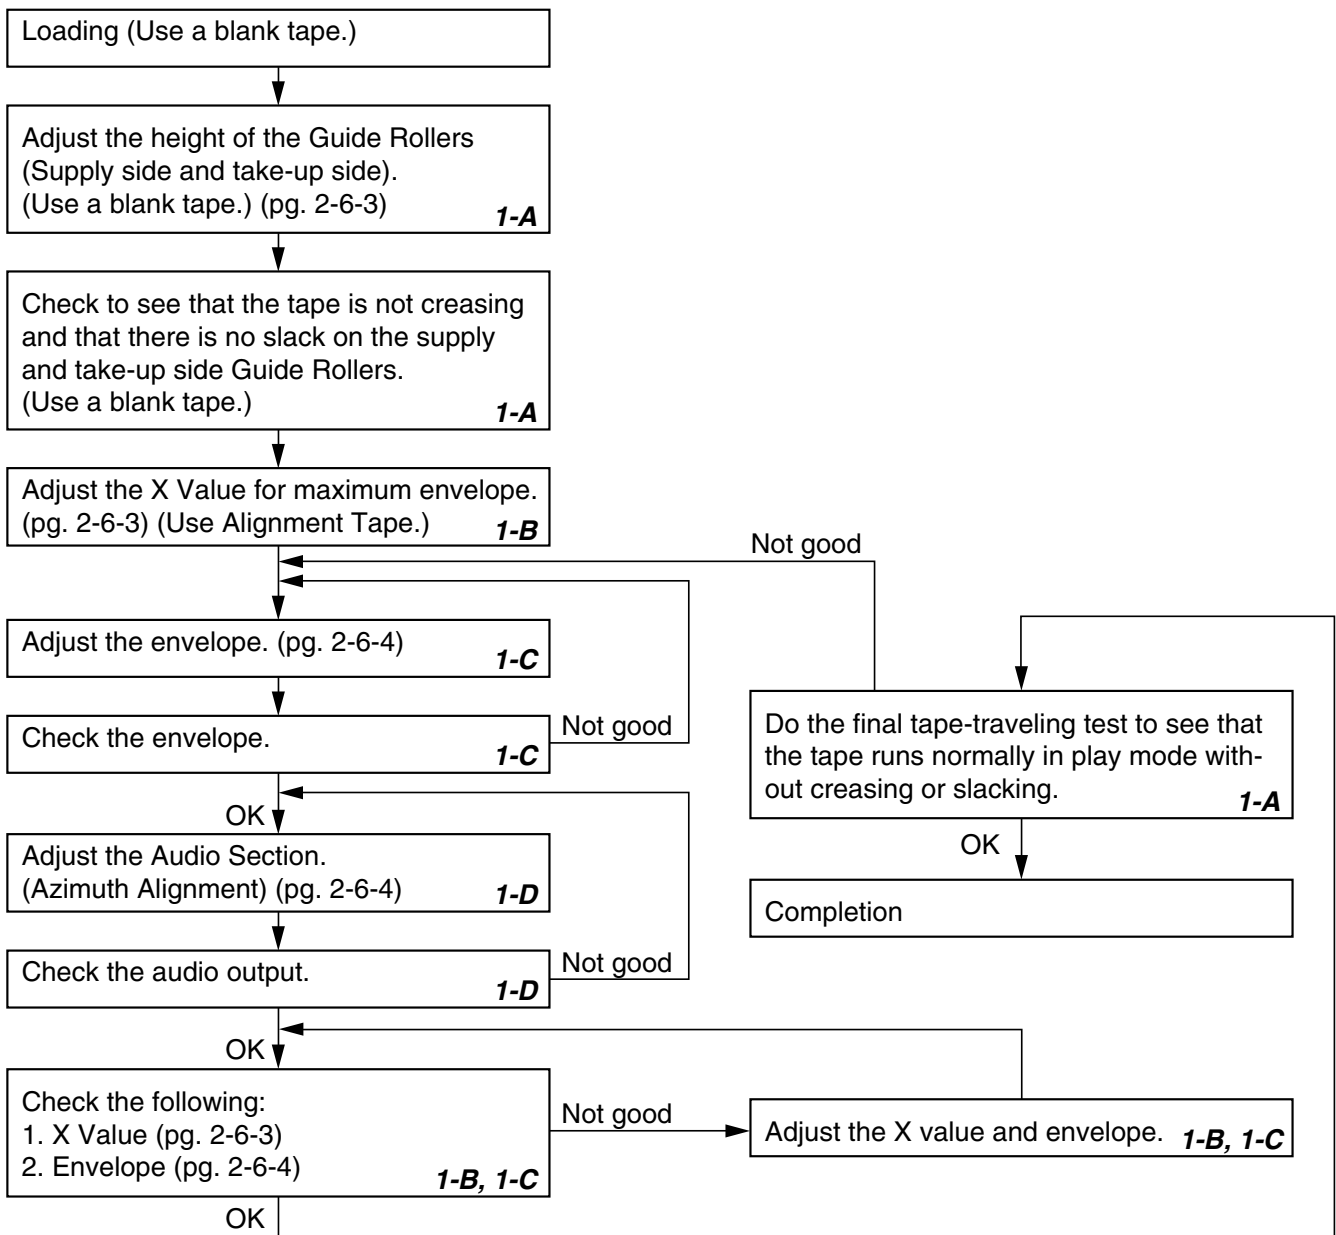 Loading (Use a blank tape.)
Adjust the height of the Guide Rollers
(Supply side and take-up side).
(Use a blank tape.) (pg. 2-6-3)
1-A
Check to see that the tape is not creasing
and that there is no slack on the supply
and take-up side Guide Rollers.
(Use a blank tape.)
1-A
Adjust the X Value for maximum envelope.
(pg. 2-6-3) (Use Alignment Tape.)
1-B
Adjust the envelope. (pg. 2-6-4)
1-C
Check the envelope.
1-C
Not good
OK
Adjust the Audio Section.
(Azimuth Alignment) (pg. 2-6-4)
1-D
Check the audio output.
1-D
Not good
OK
Check the following:
1. X Value (pg. 2-6-3)
2. Envelope (pg. 2-6-4)
1-B, 1-C
Not good
Adjust the X value and envelope.
1-B, 1-C
OK
Not good
Do the final tape-traveling test to see that
the tape runs normally in play mode with-
out creasing or slacking.
1-A
OK
Completion